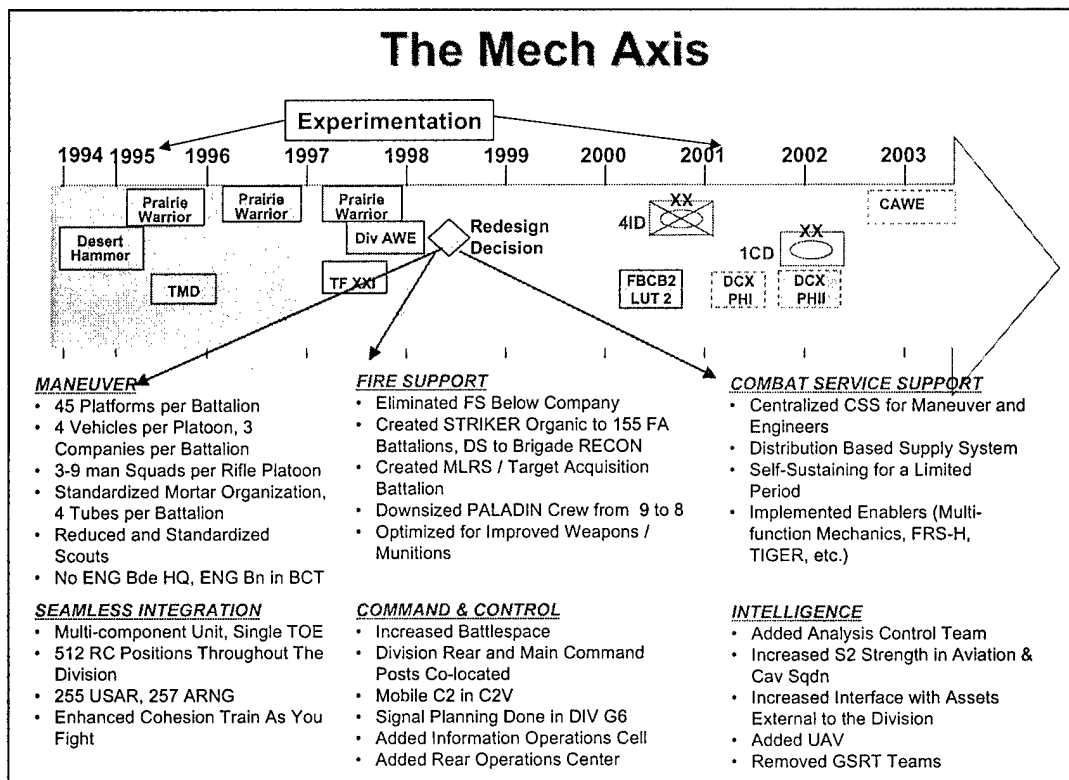 The Mech Axis
Experimentation
1994 1995 1996 1997 1998 1999 2000 2001 2002 2003
Prairie
Warrior
Prairie
Warrior
Prairie
Warrior
Desert
Hammer
TMD
Div AWE
TF XXI
Redesign
Decision
XX
4ID
XX
1CD
FBCB2
LUT 2
DCX
PHI
DCX
PHII
CAWE
MANEUVER
• 45 Platforms per Battalion
• 4 Vehicles per Platoon, 3
Companies per Battalion
• 3-9 man Squads per Rifle Platoon
• Standardized Mortar Organization,
4 Tubes per Battalion
• Reduced and Standardized
Scouts
• No ENG Bde HQ, ENG Bn in BCT
FIRE SUPPORT
• Eliminated FS Below Company
• Created STRIKER Organic to 155 FA
Battalions, DS to Brigade RECON
• Created MLRS / Target Acquisition
Battalion
• Downsized PALADIN Crew from 9 to 8
• Optimized for Improved Weapons /
Munitions
COMBAT SERVICE SUPPORT
• Centralized CSS for Maneuver and
Engineers
• Distribution Based Supply System
• Self-Sustaining for a Limited
Period
• Implemented Enablers (Multi-
function Mechanics, FRS-H,
TIGER, etc.)
SEAMLESS INTEGRATION
• Multi-component Unit, Single TOE
• 512 RC Positions Throughout The
Division
• 255 USAR, 257 ARNG
• Enhanced Cohesion Train As You
Fight
COMMAND & CONTROL
• Increased Battlespace
• Division Rear and Main Command
Posts Co-located
• Mobile C2 in C2V
• Signal Planning Done in DIV G6
• Added Information Operations Cell
• Added Rear Operations Center
INTELLIGENCE
• Added Analysis Control Team
• Increased S2 Strength in Aviation &
Cav Sqdn
• Increased Interface with Assets
External to the Division
• Added UAV
• Removed GSRT Teams